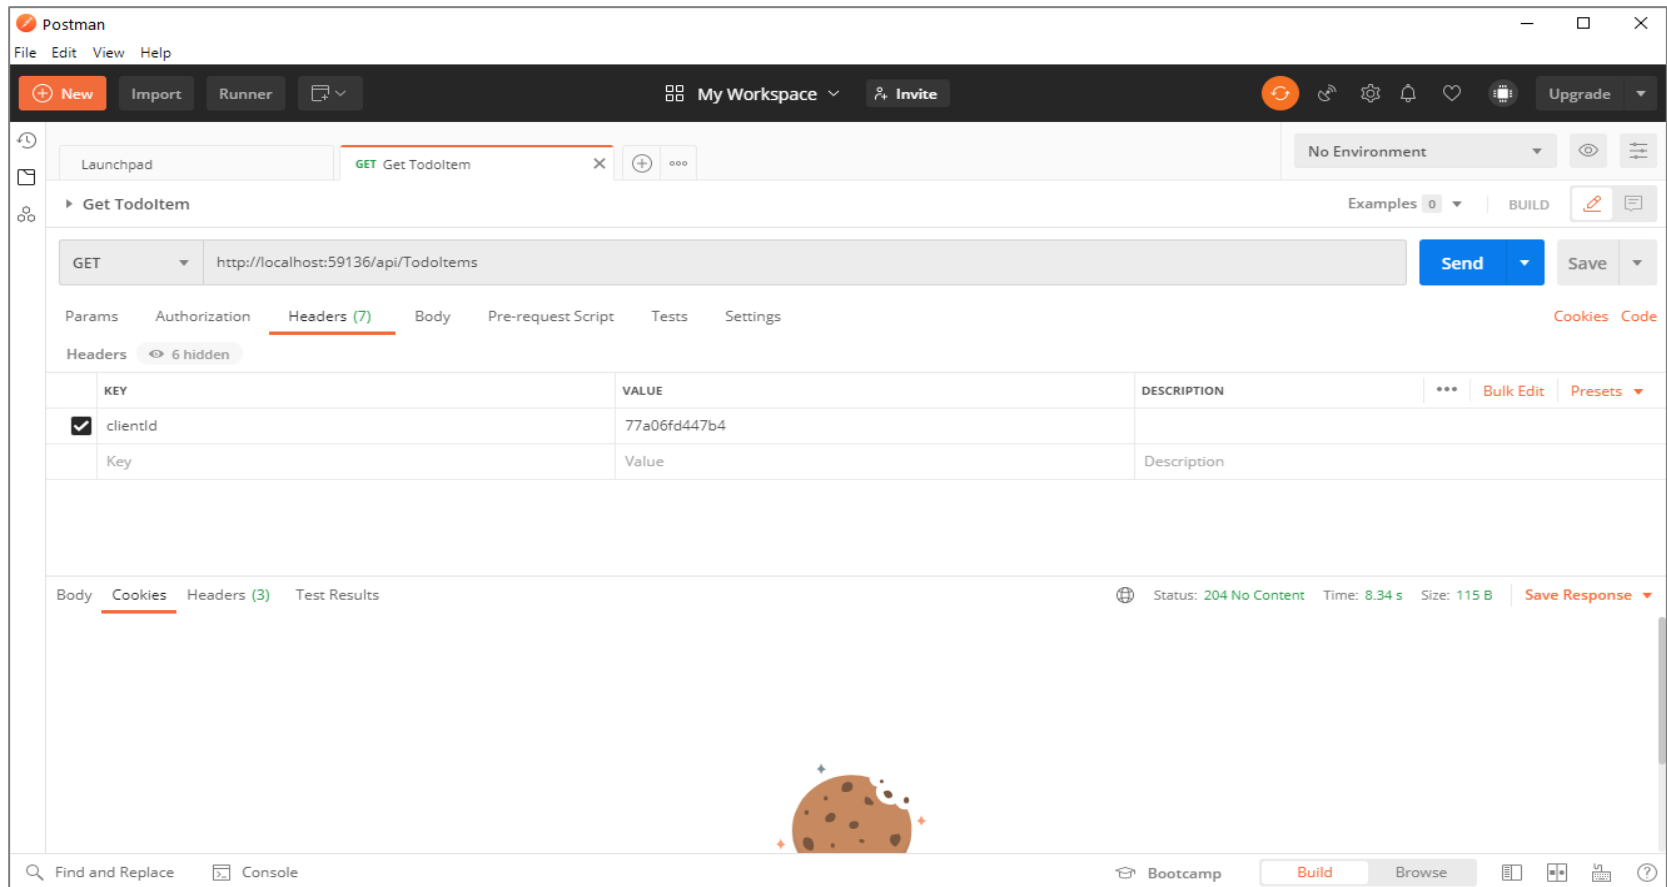 Postman
File Edit View Help
New Import Runner My Workspace Invite Upgrade
Launchpad GET Get TodoItem No Environment
Get TodoItem Examples 0 BUILD
GET http://localhost:59136/api/TodoItems Send Save
Params Authorization Headers (7) Body Pre-request Script Tests Settings Cookies Code
Headers 6 hidden
KEY VALUE DESCRIPTION Bulk Edit Presets
clientId 77a06fd447b4
Key Value Description
Body Cookies Headers (3) Test Results Status: 204 No Content Time: 8.34 s Size: 115 B Save Response
Find and Replace Console Bootcamp Build Browse